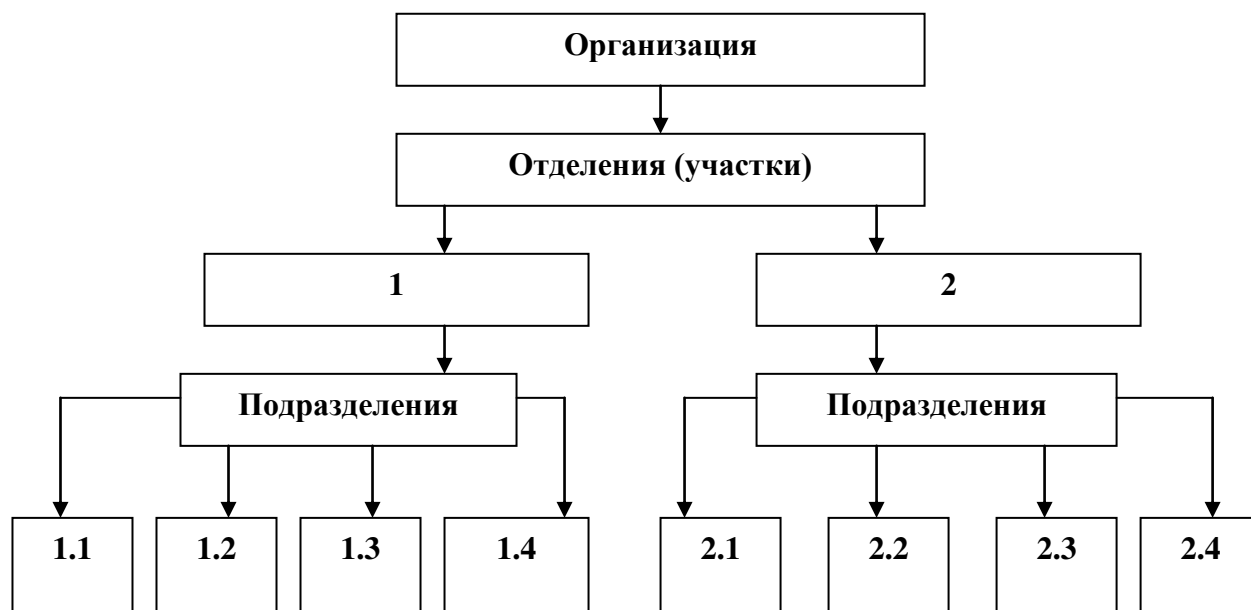 Организация
Отделения (участки)
1
2
Подразделения
Подразделения
1.1
1.2
1.3
1.4
2.1
2.2
2.3
2.4